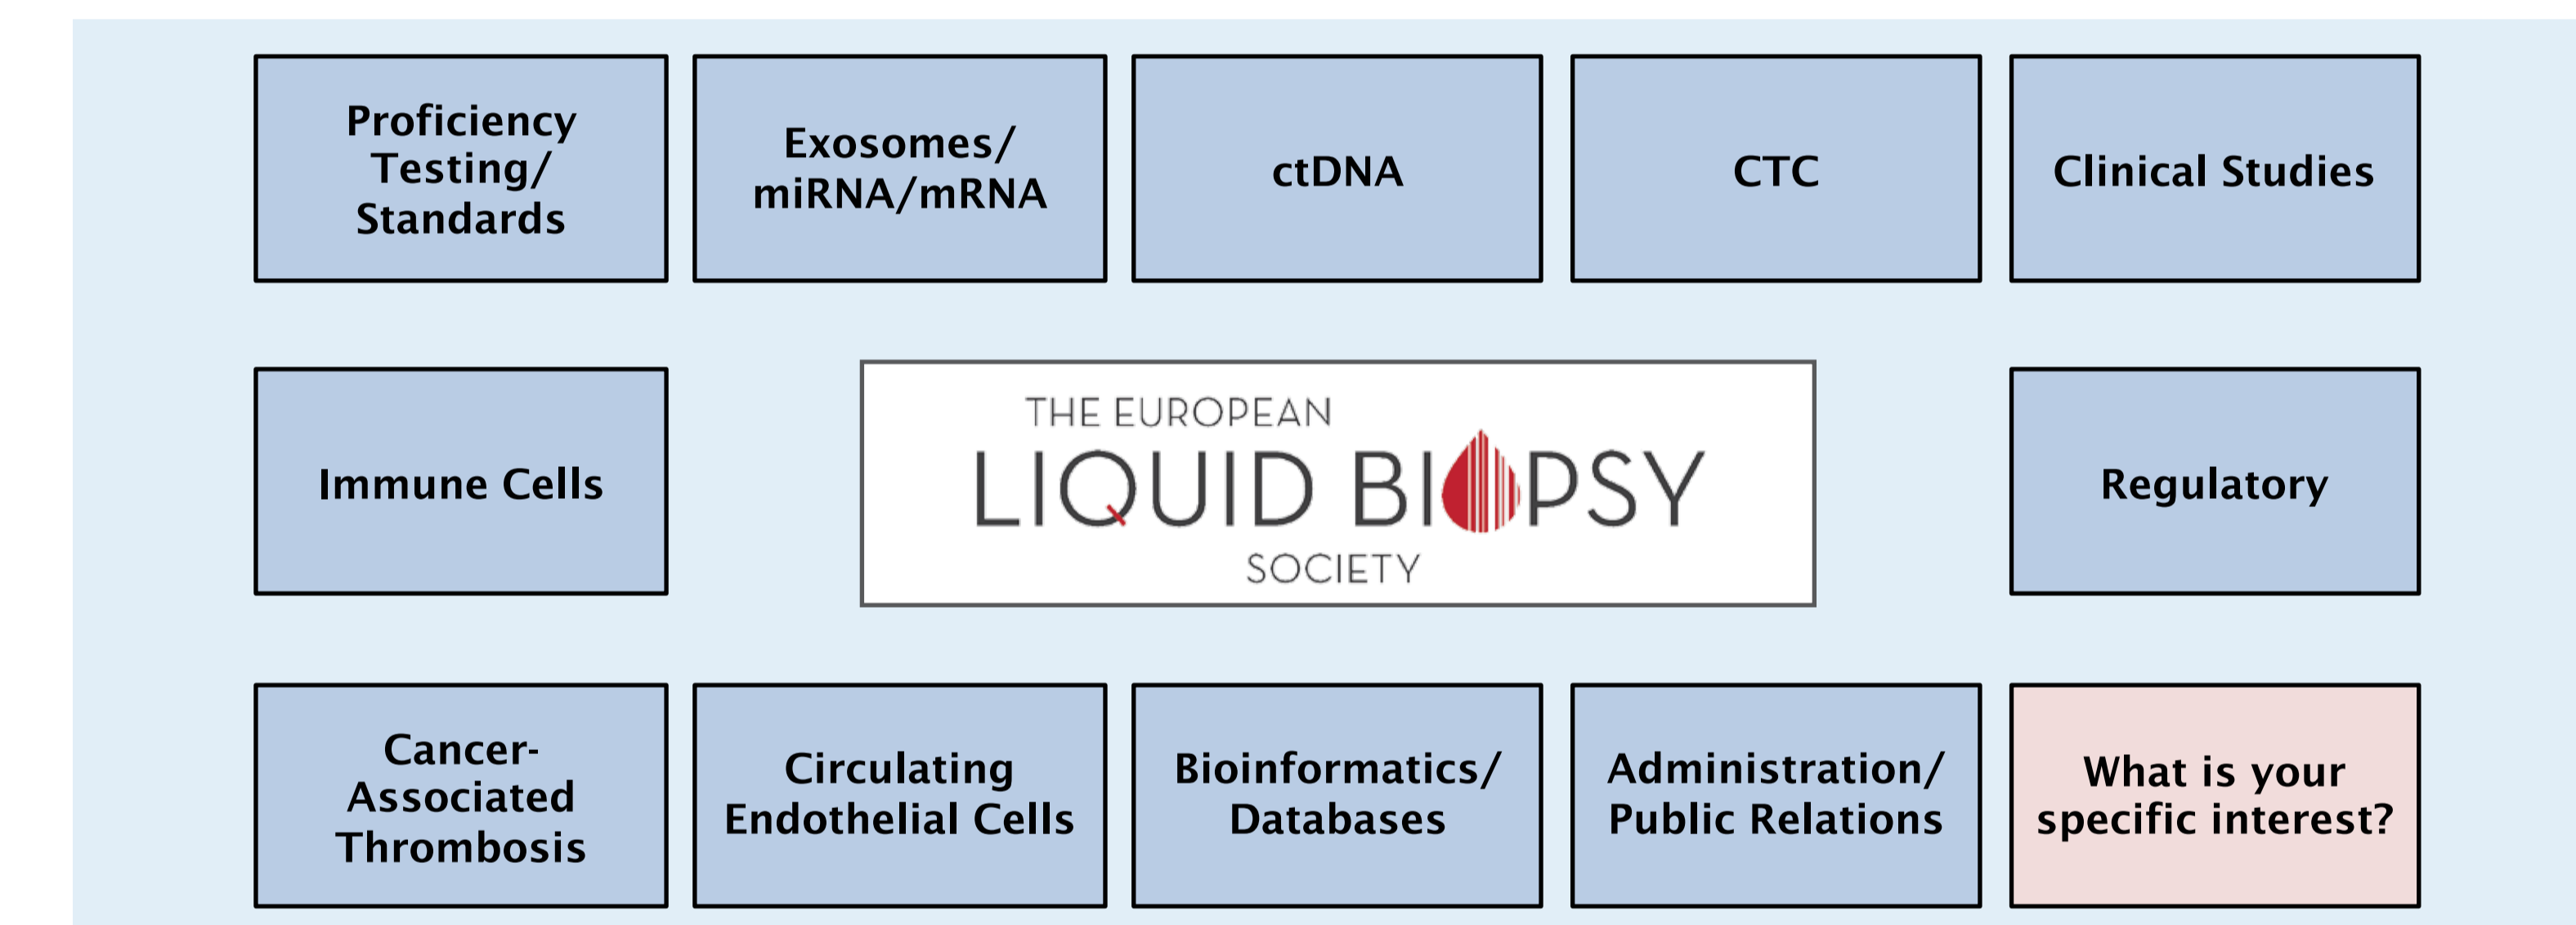 Proficiency
Testing/
Standards
Exosomes/
miRNA/mRNA
ctDNA
CTC
Clinical Studies
Immune Cells
THE EUROPEAN
LIQUID BIOPSY
SOCIETY
Regulatory
Cancer-
Associated
Thrombosis
Circulating
Endothelial Cells
Bioinformatics/
Databases
Administration/
Public Relations
What is your
specific interest?